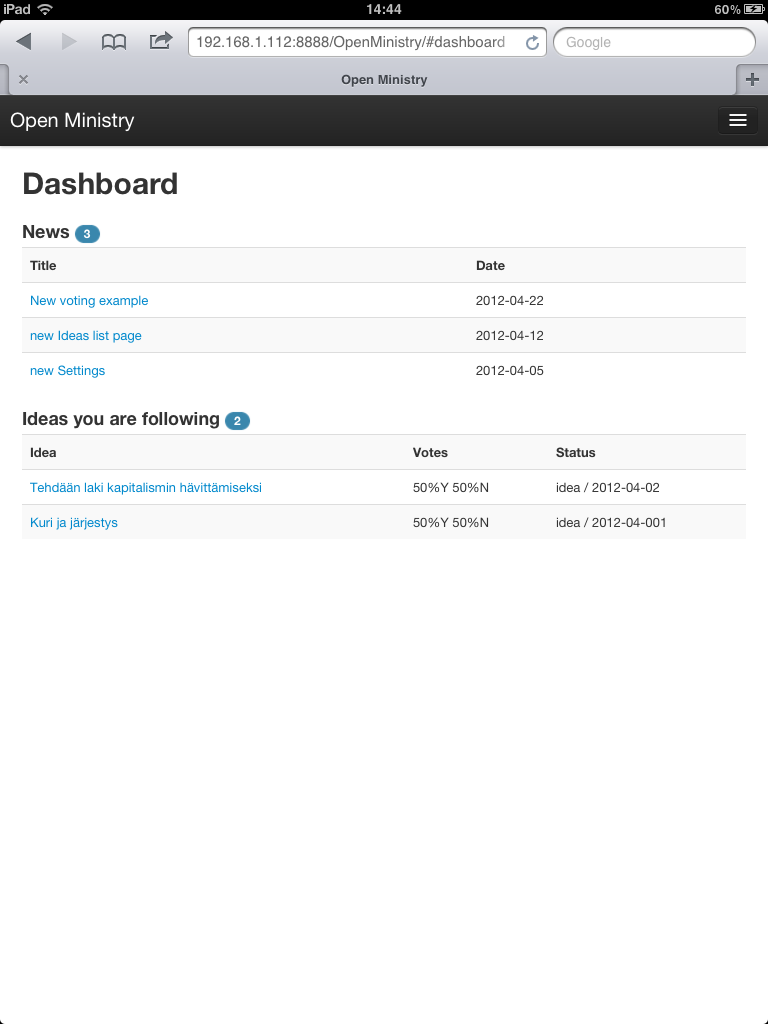 iPad 14:44 60%
192.168.1.112:8888/OpenMinistry/#dashboard Google
Open Ministry
Open Ministry
Dashboard
News 3
Title Date
New voting example 2012-04-22
new Ideas list page 2012-04-12
new Settings 2012-04-05
Ideas you are following 2
Idea Votes Status
Tehdään laki kapitalismin hävittämiseksi 50%Y 50%N idea / 2012-04-02
Kuri ja järjestys 50%Y 50%N idea / 2012-04-001